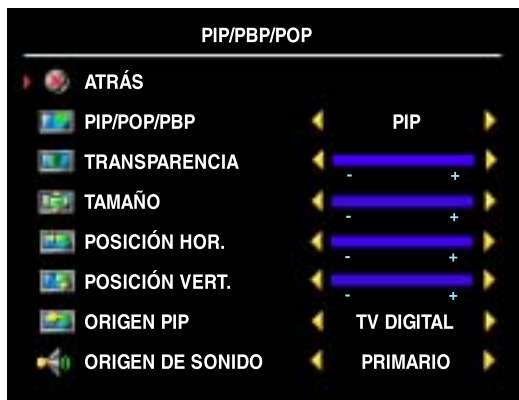 PIP/PBP/POP
ATRÁS
PIP/POP/PBP PIP
TRANSPARENCIA
- +
TAMAÑO
- +
POSICIÓN HOR.
- +
POSICIÓN VERT.
- +
ORIGEN PIP TV DIGITAL
ORIGEN DE SONIDO PRIMARIO